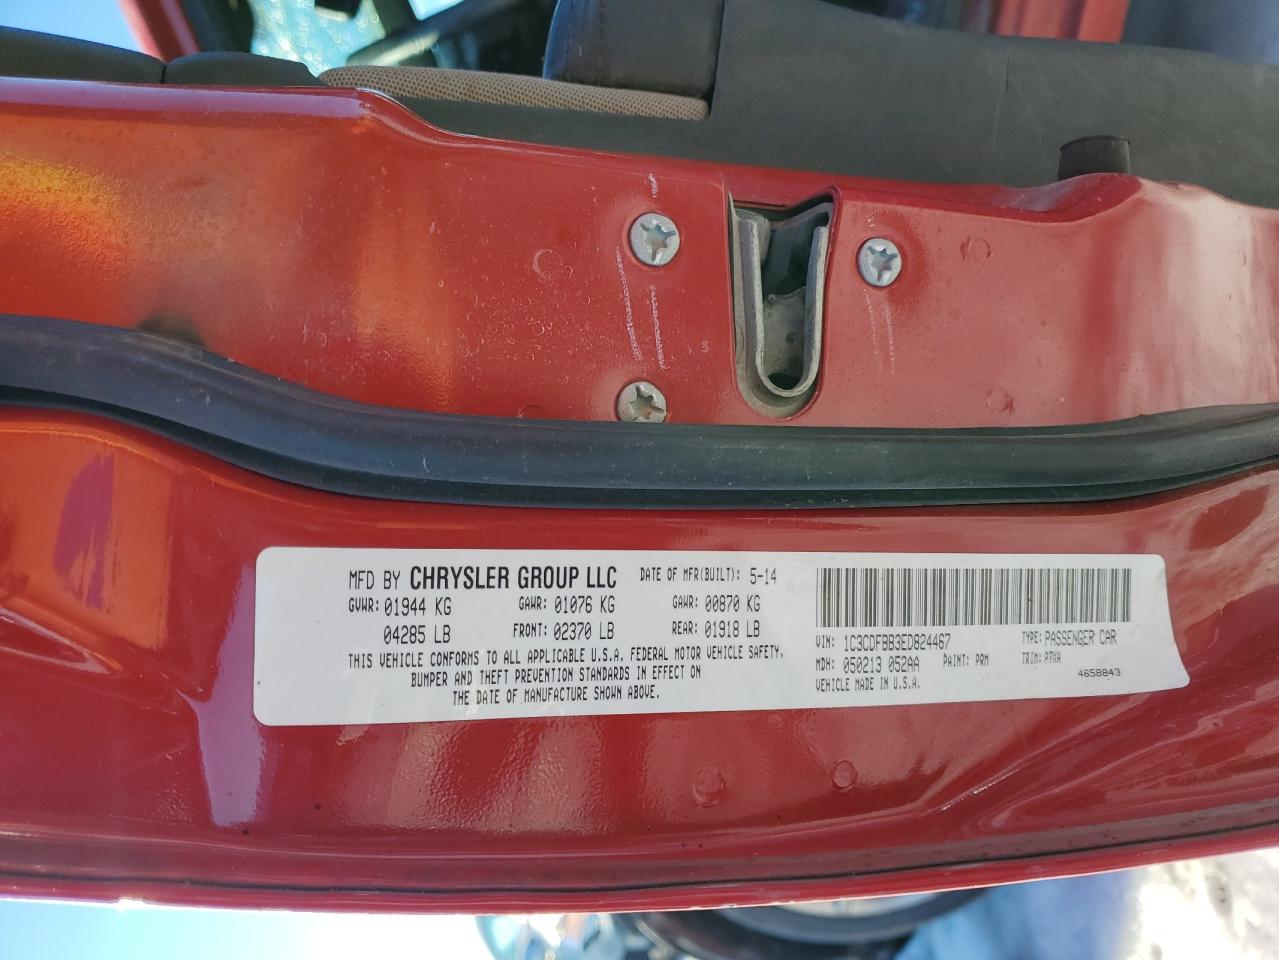 MFD BY CHRYSLER GROUP LLC DATE OF MFR(BUILT): 5-14
GVWR: 01944 KG GAWR: 01076 KG GAWR: 00870 KG
04285 LB FRONT: 02370 LB REAR: 01918 LB
THIS VEHICLE CONFORMS TO ALL APPLICABLE U.S.A. FEDERAL MOTOR VEHICLE SAFETY,
BUMPER AND THEFT PREVENTION STANDARDS IN EFFECT ON
THE DATE OF MANUFACTURE SHOWN ABOVE.
VIN: 1C3CDFBB3ED824467 TYPE: PASSENGER CAR
MDH: 050213 052AA PAINT: PRM TRIM: P7XA
VEHICLE MADE IN U.S.A. 4658843